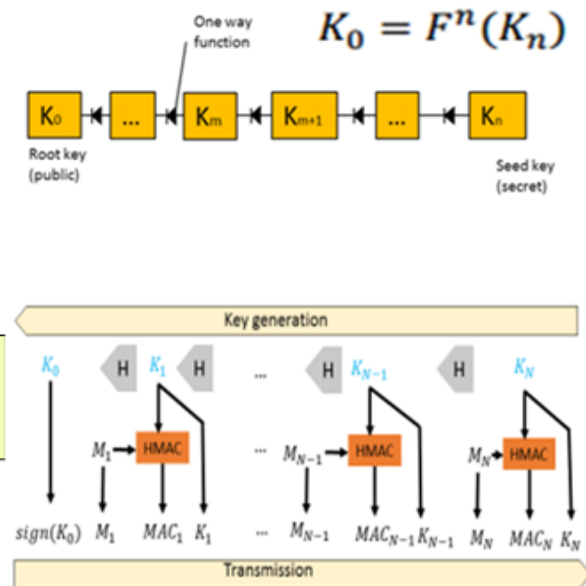 One way
function
K₀ = Fⁿ(Kₙ)
K₀ ... Kₘ Kₘ₊₁ ... Kₙ
Root key
(public)
Seed key
(secret)
Key generation
K₀ H K₁ H ... H K_{N-1} H K_N
M₁ HMAC ... M_{N-1} HMAC M_N HMAC
sign(K₀) M₁ MAC₁ K₁ ... M_{N-1} MAC_{N-1} K_{N-1} M_N MAC_N K_N
Transmission